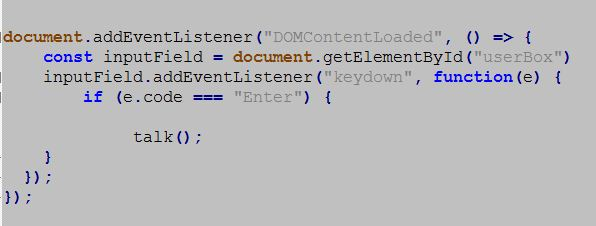 document.addEventListener("DOMContentLoaded", () => {
    const inputField = document.getElementById("userBox")
    inputField.addEventListener("keydown", function(e) {
        if (e.code === "Enter") {
             talk();
    }
  });
});